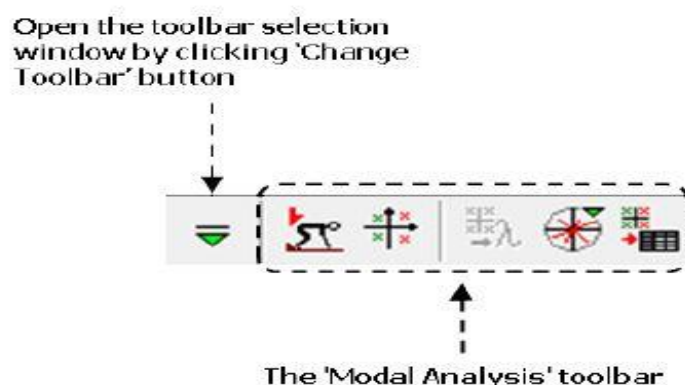 Open the toolbar selection
window by clicking 'Change
Toolbar' button
The 'Modal Analysis' toolbar